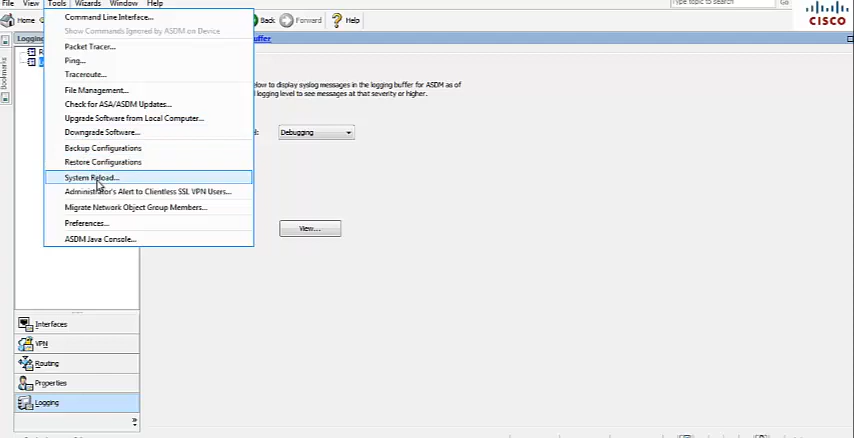 File View Tools Wizards Window Help
Type topic to search Go
Home Back Forward Help
CISCO
Logging
uffer
Bookmarks
Command Line Interface...
Show Commands Ignored by ASDM on Device
Packet Tracer...
Ping...
Traceroute...
File Management...
Check for ASA/ASDM Updates...
Upgrade Software from Local Computer...
Downgrade Software...
Backup Configurations
Restore Configurations
System Reload...
Administrator's Alert to Clientless SSL VPN Users...
Migrate Network Object Group Members...
Preferences...
ASDM Java Console...
elow to display syslog messages in the logging buffer for ASDM as of
logging level to see messages at that severity or higher.
Debugging
View...
Interfaces
VPN
Routing
Properties
Logging